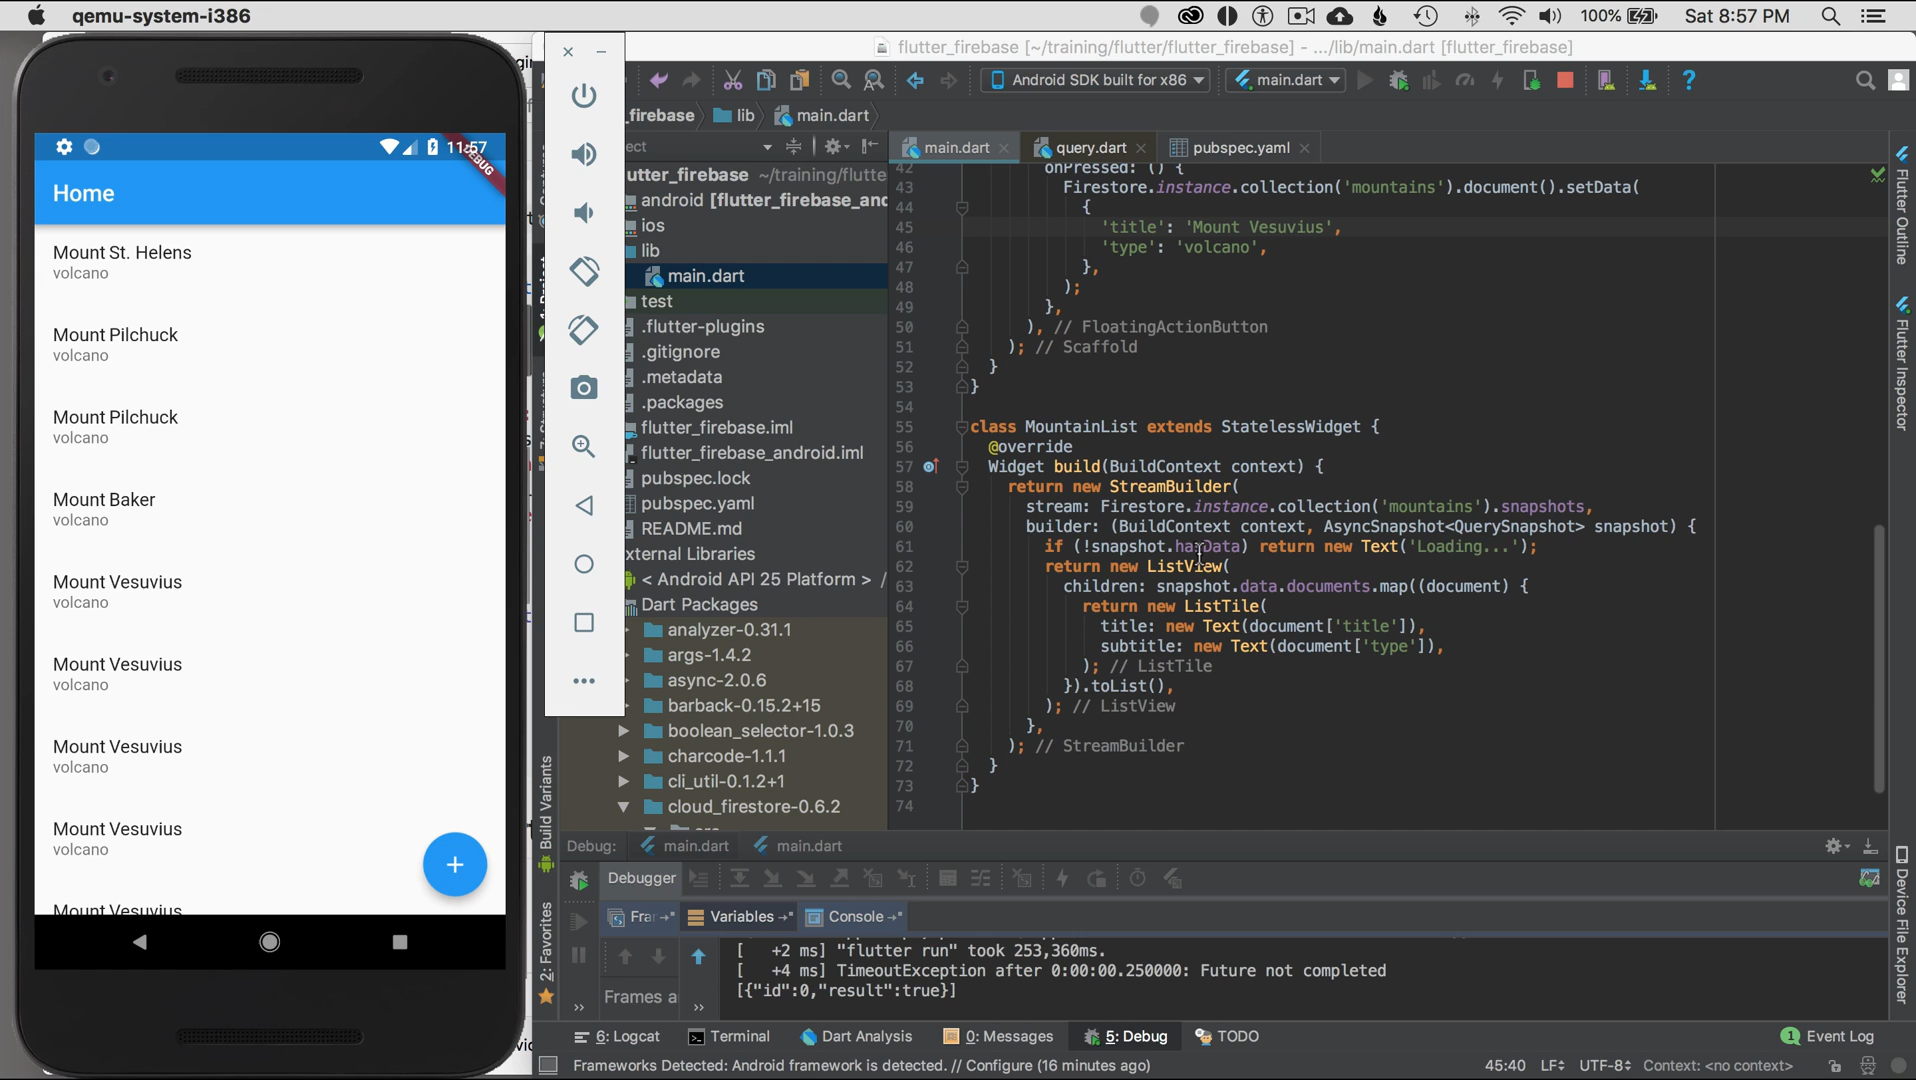 qemu-system-i386
100%
Sat 8:57 PM
flutter_firebase [~/training/flutter/flutter_firebase] - .../lib/main.dart [flutter_firebase]
Android SDK built for x86
main.dart
_firebase
lib
main.dart
ect
main.dart
query.dart
pubspec.yaml
11:57
DEBUG
Home
Mount St. Helens
volcano
Mount Pilchuck
volcano
Mount Pilchuck
volcano
Mount Baker
volcano
Mount Vesuvius
volcano
Mount Vesuvius
volcano
Mount Vesuvius
volcano
Mount Vesuvius
volcano
Mount Vesuvius
utter_firebase ~/training/flutte
android [flutter_firebase_and
ios
lib
main.dart
test
.flutter-plugins
.gitignore
.metadata
.packages
flutter_firebase.iml
flutter_firebase_android.iml
pubspec.lock
pubspec.yaml
README.md
xternal Libraries
< Android API 25 Platform > /
Dart Packages
analyzer-0.31.1
args-1.4.2
async-2.0.6
barback-0.15.2+15
boolean_selector-1.0.3
charcode-1.1.1
cli_util-0.1.2+1
cloud_firestore-0.6.2
42 onPressed: () {
43 Firestore.instance.collection('mountains').document().setData(
44 {
45 'title': 'Mount Vesuvius',
46 'type': 'volcano',
47 },
48 );
49 },
50 ), // FloatingActionButton
51 ); // Scaffold
52 }
53 }
54
55 class MountainList extends StatelessWidget {
56 @override
57 Widget build(BuildContext context) {
58 return new StreamBuilder(
59 stream: Firestore.instance.collection('mountains').snapshots,
60 builder: (BuildContext context, AsyncSnapshot<QuerySnapshot> snapshot) {
61 if (!snapshot.hasData) return new Text('Loading...');
62 return new ListView(
63 children: snapshot.data.documents.map((document) {
64 return new ListTile(
65 title: new Text(document['title']),
66 subtitle: new Text(document['type']),
67 ); // ListTile
68 }).toList(),
69 ); // ListView
70 },
71 ); // StreamBuilder
72 }
73 }
74
Flutter Outline
Flutter Inspector
Device File Explorer
Build Variants
2: Favorites
Debug:
main.dart
main.dart
Debugger
Variables
Console
Frames a
[ +2 ms] "flutter run" took 253,360ms.
[ +4 ms] TimeoutException after 0:00:00.250000: Future not completed
[{"id":0,"result":true}]
6: Logcat
Terminal
Dart Analysis
0: Messages
5: Debug
TODO
1 Event Log
Frameworks Detected: Android framework is detected. // Configure (16 minutes ago)
45:40
LF
UTF-8
Context: <no context>